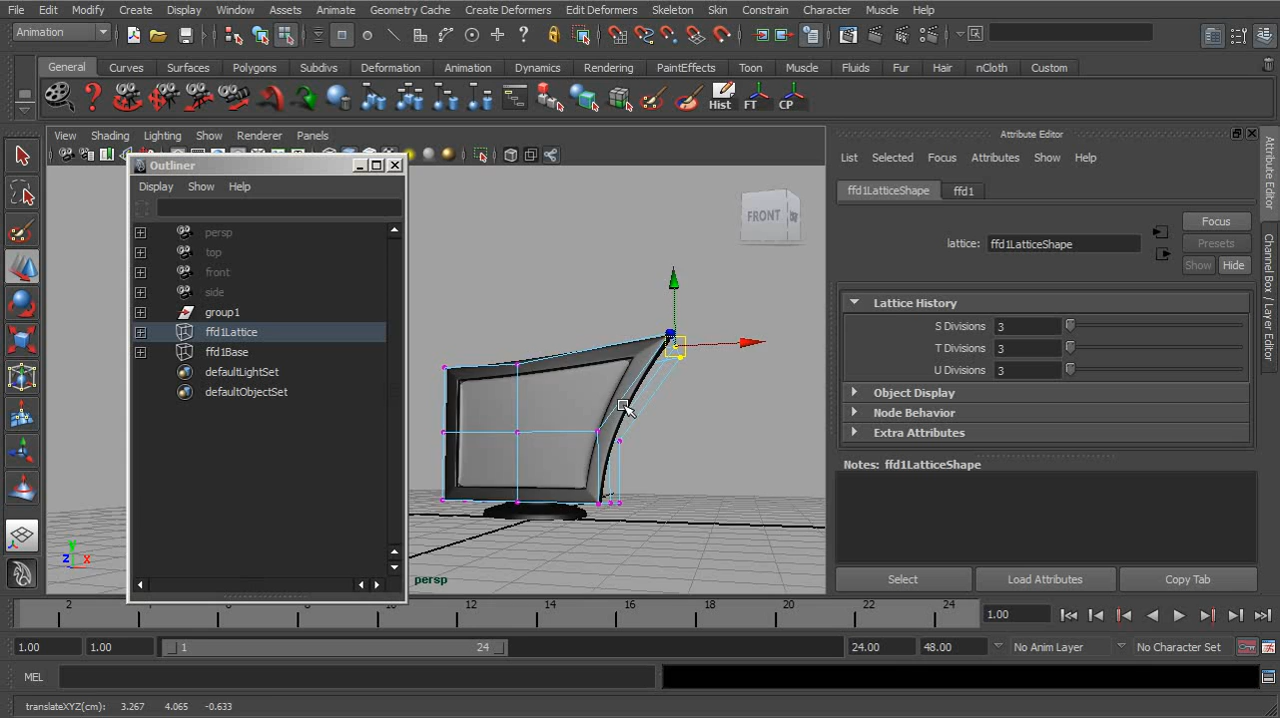 File Edit Modify Create Display Window Assets Animate Geometry Cache Create Deformers Edit Deformers Skeleton Skin Constrain Character Muscle Help
Animation
General Curves Surfaces Subdivs Polygons Deformation Animation Dynamics Rendering PaintEffects Toon Muscle Fluids Fur Hair nCloth Custom
Hist FT CP
View Shading Lighting Show Renderer Panels
Attribute Editor
Outliner
List Selected Focus Attributes Show Help
Display Show Help
ffd1LatticeShape ffd1
FRONT
lattice: ffd1LatticeShape
Focus
Presets
Show Hide
persp
top
front
side
group1
ffd1Lattice
ffd1Base
defaultLightSet
defaultObjectSet
Lattice History
S Divisions 3
T Divisions 3
U Divisions 3
Object Display
Node Behavior
Extra Attributes
Notes: ffd1LatticeShape
Select Load Attributes Copy Tab
Attribute Editor
Channel Box / Layer Editor
Y
Z X
persp
2 4 6 8 10 12 14 16 18 20 22 24 1.00
1.00 1.00 1 24 24.00 48.00 No Anim Layer No Character Set
MEL
translateXYZ(cm): 3.267 4.065 -0.633